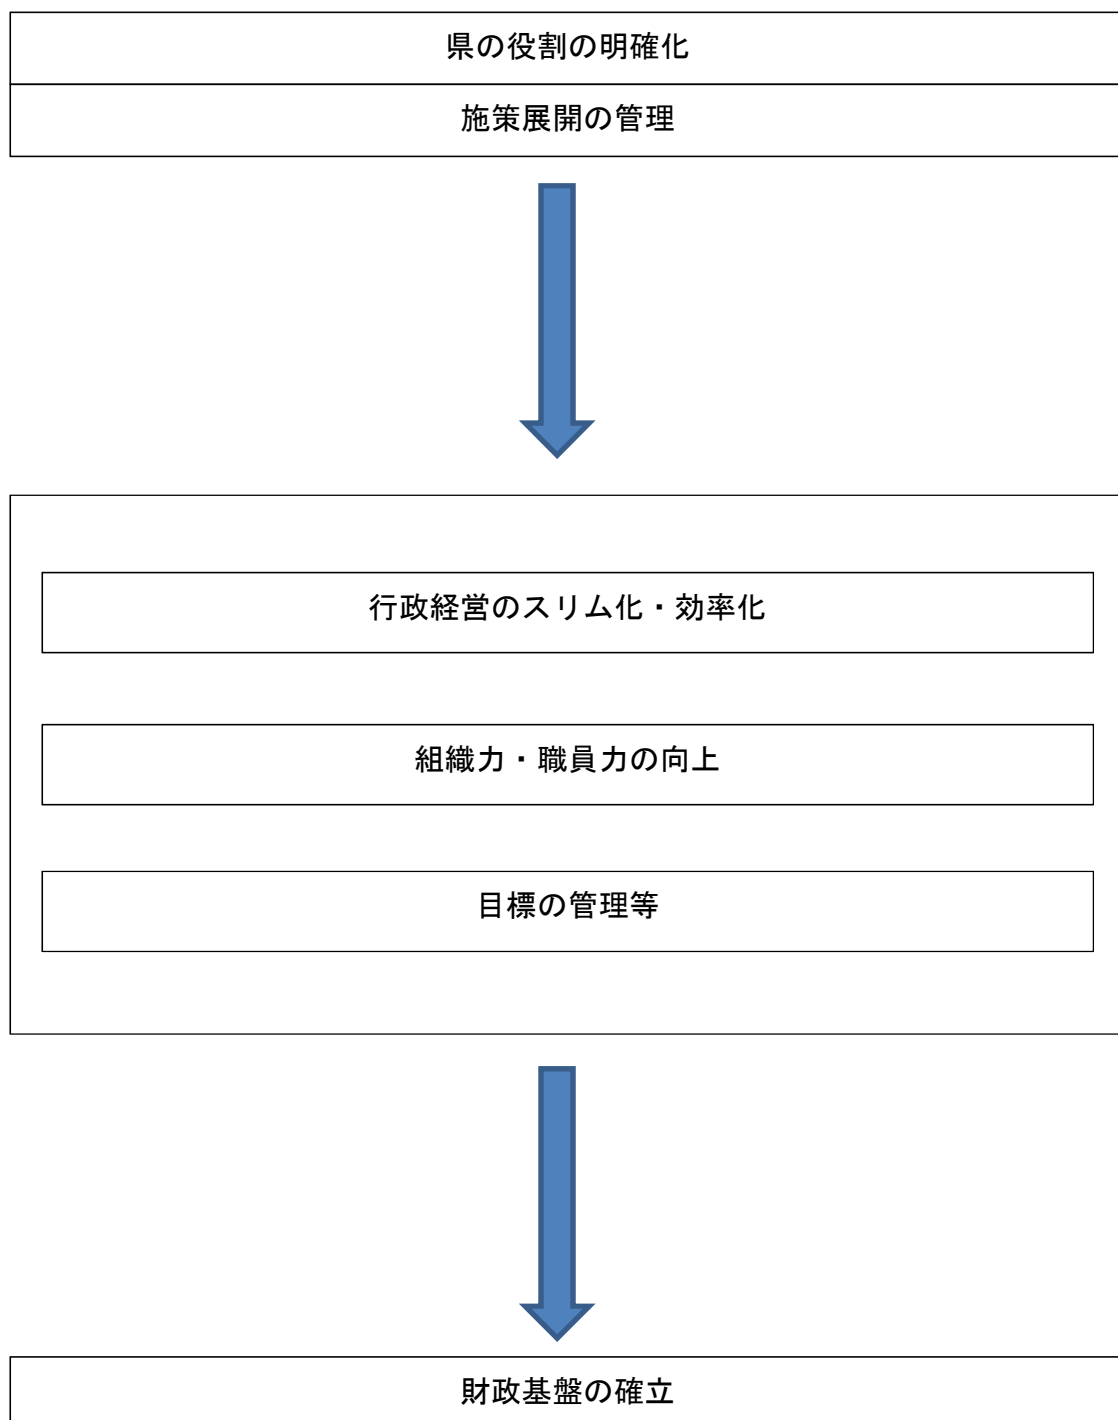 県の役割の明確化
施策展開の管理
行政経営のスリム化・効率化
組織力・職員力の向上
目標の管理等
財政基盤の確立